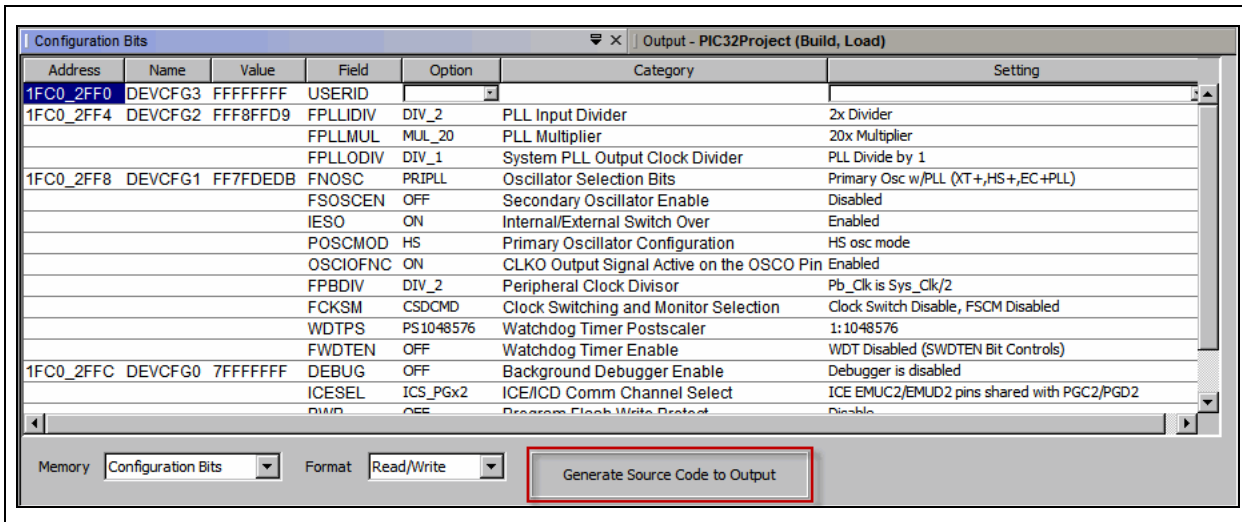 Configuration Bits Output - PIC32Project (Build, Load)
Address Name Value Field Option Category Setting
1FC0_2FF0 DEVCFG3 FFFFFFFF USERID
1FC0_2FF4 DEVCFG2 FFF8FFD9 FPLLIDIV DIV_2 PLL Input Divider 2x Divider
FPLLMUL MUL_20 PLL Multiplier 20x Multiplier
FPLLODIV DIV_1 System PLL Output Clock Divider PLL Divide by 1
1FC0_2FF8 DEVCFG1 FF7FDEDB FNOSC PRIPLL Oscillator Selection Bits Primary Osc w/PLL (XT+,HS+,EC+PLL)
FSOSCEN OFF Secondary Oscillator Enable Disabled
IESO ON Internal/External Switch Over Enabled
POSCMOD HS Primary Oscillator Configuration HS osc mode
OSCIOFNC ON CLKO Output Signal Active on the OSCO Pin Enabled
FPBDIV DIV_2 Peripheral Clock Divisor Pb_Clk is Sys_Clk/2
FCKSM CSDCMD Clock Switching and Monitor Selection Clock Switch Disable, FSCM Disabled
WDTPS PS1048576 Watchdog Timer Postscaler 1:1048576
FWDTEN OFF Watchdog Timer Enable WDT Disabled (SWDTEN Bit Controls)
1FC0_2FFC DEVCFG0 7FFFFFFF DEBUG OFF Background Debugger Enable Debugger is disabled
ICESEL ICS_PGx2 ICE/ICD Comm Channel Select ICE EMUC2/EMUD2 pins shared with PGC2/PGD2
PWP OFF Program Flash Write Protect Disable
Memory Configuration Bits Format Read/Write Generate Source Code to Output